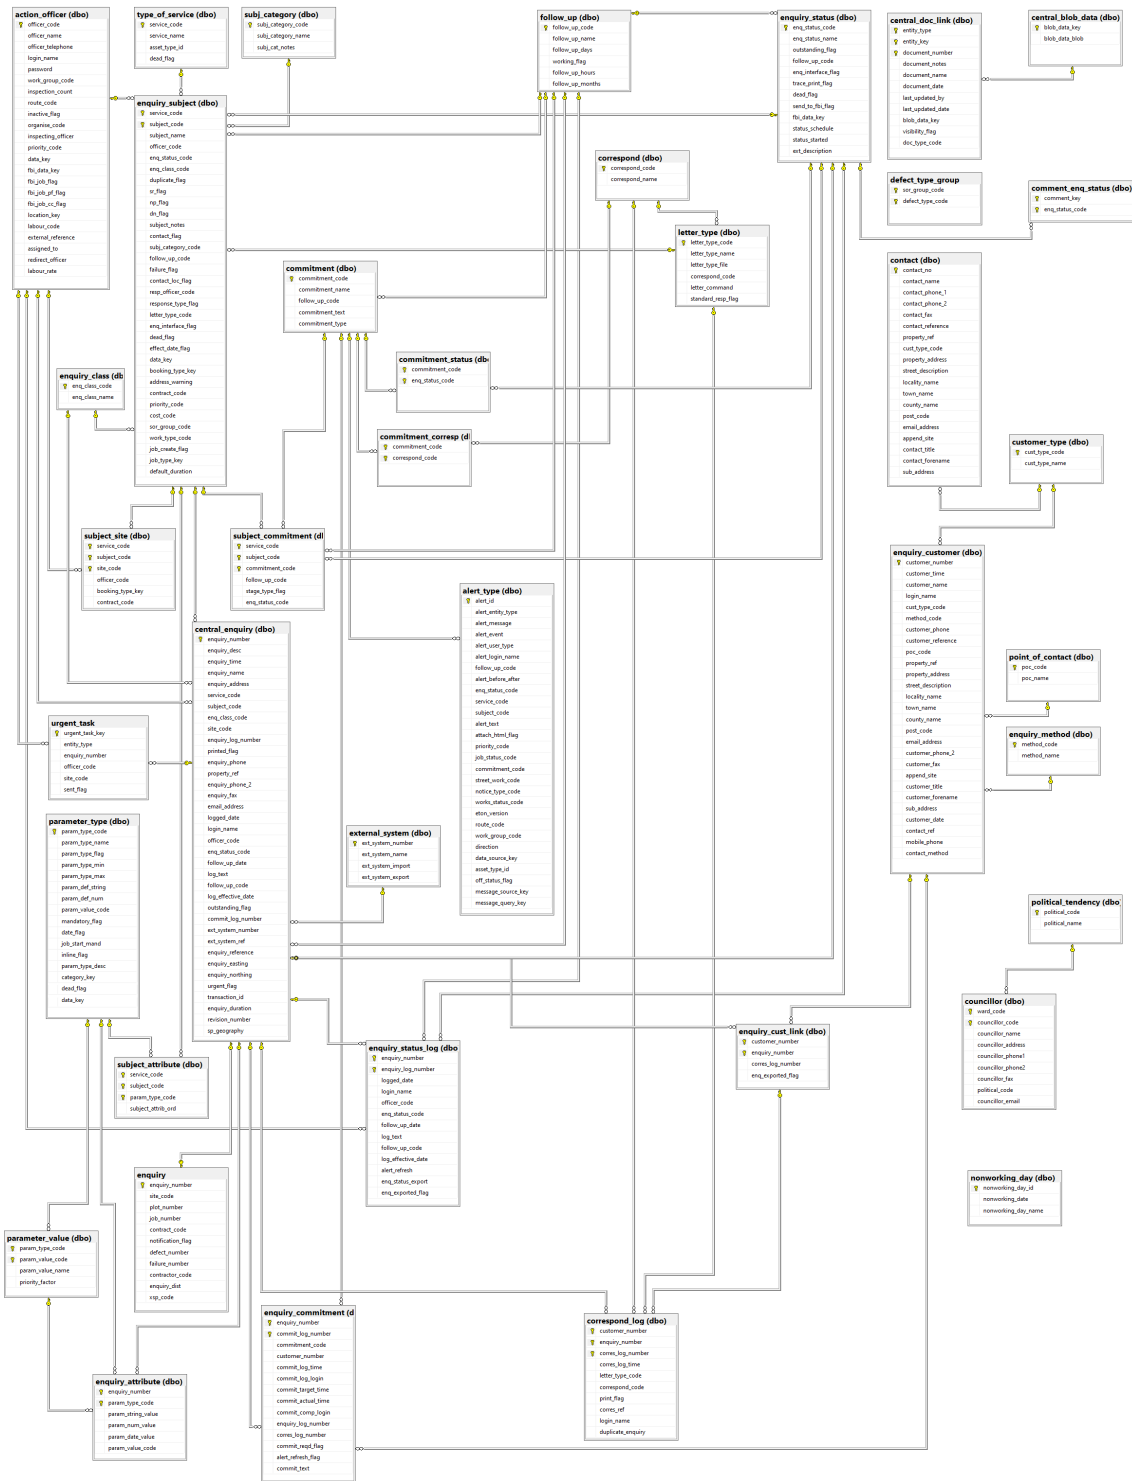 action_officer (dbo)
officer_code
officer_name
officer_telephone
login_name
password
work_group_code
inspection_count
route_code
inactive_flag
organise_code
inspecting_officer
priority_code
data_key
fbi_data_key
fbi_job_flag
fbi_job_pf_flag
fbi_job_cc_flag
location_key
labour_code
external_reference
assigned_to
redirect_officer
labour_rate
type_of_service (dbo)
service_code
service_name
asset_type_id
dead_flag
subj_category (dbo)
subj_category_code
subj_category_name
subj_cat_notes
enquiry_subject (dbo)
service_code
subject_code
subject_name
officer_code
enq_status_code
enq_class_code
duplicate_flag
sr_flag
np_flag
dn_flag
subject_notes
contact_flag
subj_category_code
follow_up_code
failure_flag
contact_loc_flag
resp_officer_code
response_type_flag
letter_type_code
enq_interface_flag
dead_flag
effect_date_flag
data_key
booking_type_key
address_warning
contract_code
priority_code
cost_code
sor_group_code
work_type_code
job_create_flag
job_type_key
default_duration
follow_up (dbo)
follow_up_code
follow_up_name
follow_up_days
working_flag
follow_up_hours
follow_up_months
enquiry_status (dbo)
enq_status_code
enq_status_name
outstanding_flag
follow_up_code
enq_interface_flag
trace_print_flag
dead_flag
send_to_fbi_flag
fbi_data_key
status_schedule
status_started
ext_description
central_doc_link (dbo)
entity_type
entity_key
document_number
document_notes
document_name
document_date
last_updated_by
last_updated_date
blob_data_key
visibility_flag
doc_type_code
central_blob_data (dbo)
blob_data_key
blob_data_blob
defect_type_group
sor_group_code
defect_type_code
comment_enq_status (dbo)
comment_key
enq_status_code
correspond (dbo)
correspond_code
correspond_name
letter_type (dbo)
letter_type_code
letter_type_name
letter_type_file
correspond_code
letter_command
standard_resp_flag
contact (dbo)
contact_no
contact_name
contact_phone_1
contact_phone_2
contact_fax
contact_reference
property_ref
cust_type_code
property_address
street_description
locality_name
town_name
county_name
post_code
email_address
append_site
contact_title
contact_forename
sub_address
commitment (dbo)
commitment_code
commitment_name
follow_up_code
commitment_text
commitment_type
commitment_status (db
commitment_code
enq_status_code
commitment_corresp (d
commitment_code
correspond_code
enquiry_class (db
enq_class_code
enq_class_name
customer_type (dbo)
cust_type_code
cust_type_name
subject_site (dbo)
service_code
subject_code
site_code
officer_code
booking_type_key
contract_code
subject_commitment (d
service_code
subject_code
commitment_code
follow_up_code
stage_type_flag
enq_status_code
enquiry_customer (dbo)
customer_number
customer_time
customer_name
login_name
cust_type_code
method_code
customer_phone
customer_reference
poc_code
property_ref
property_address
street_description
locality_name
town_name
county_name
post_code
email_address
customer_phone_2
customer_fax
append_site
customer_title
customer_forename
sub_address
customer_date
contact_ref
mobile_phone
contact_method
alert_type (dbo)
alert_id
alert_entity_type
alert_message
alert_event
alert_user_type
alert_login_name
follow_up_code
alert_before_after
enq_status_code
service_code
subject_code
alert_text
attach_html_flag
priority_code
job_status_code
commitment_code
street_work_code
notice_type_code
works_status_code
eton_version
route_code
work_group_code
direction
data_source_key
asset_type_id
off_status_flag
message_source_key
message_query_key
central_enquiry (dbo)
enquiry_number
enquiry_desc
enquiry_time
enquiry_name
enquiry_address
service_code
subject_code
enq_class_code
site_code
enquiry_log_number
printed_flag
enquiry_phone
property_ref
enquiry_phone_2
enquiry_fax
email_address
logged_date
login_name
officer_code
enq_status_code
follow_up_date
log_text
follow_up_code
log_effective_date
outstanding_flag
commit_log_number
ext_system_number
ext_system_ref
enquiry_reference
enquiry_easting
enquiry_northing
urgent_flag
transaction_id
enquiry_duration
revision_number
sp_geography
point_of_contact (dbo)
poc_code
poc_name
enquiry_method (dbo)
method_code
method_name
urgent_task
urgent_task_key
entity_type
enquiry_number
officer_code
site_code
sent_flag
parameter_type (dbo)
param_type_code
param_type_name
param_type_flag
param_type_min
param_type_max
param_def_string
param_def_num
param_value_code
mandatory_flag
date_flag
job_start_mand
inline_flag
param_type_desc
category_key
dead_flag
data_key
external_system (dbo)
ext_system_number
ext_system_name
ext_system_import
ext_system_export
political_tendency (dbo)
political_code
political_name
councillor (dbo)
ward_code
councillor_code
councillor_name
councillor_address
councillor_phone1
councillor_phone2
councillor_fax
political_code
councillor_email
enquiry_cust_link (dbo)
customer_number
enquiry_number
corres_log_number
enq_exported_flag
enquiry_status_log (dbo
enquiry_number
enquiry_log_number
logged_date
login_name
officer_code
enq_status_code
follow_up_date
log_text
follow_up_code
log_effective_date
alert_refresh
enq_status_export
enq_exported_flag
subject_attribute (dbo)
service_code
subject_code
param_type_code
subject_attrib_ord
enquiry
enquiry_number
site_code
plot_number
job_number
contract_code
notification_flag
defect_number
failure_number
contractor_code
enquiry_dist
xsp_code
nonworking_day (dbo)
nonworking_day_id
nonworking_date
nonworking_day_name
parameter_value (dbo)
param_type_code
param_value_code
param_value_name
priority_factor
enquiry_commitment (d
enquiry_number
commit_log_number
commitment_code
customer_number
commit_log_time
commit_log_login
commit_target_time
commit_actual_time
commit_comp_login
enquiry_log_number
corres_log_number
commit_reqd_flag
alert_refresh_flag
commit_text
correspond_log (dbo)
customer_number
enquiry_number
corres_log_number
corres_log_time
letter_type_code
correspond_code
print_flag
corres_ref
login_name
duplicate_enquiry
enquiry_attribute (dbo)
enquiry_number
param_type_code
param_string_value
param_num_value
param_date_value
param_value_code